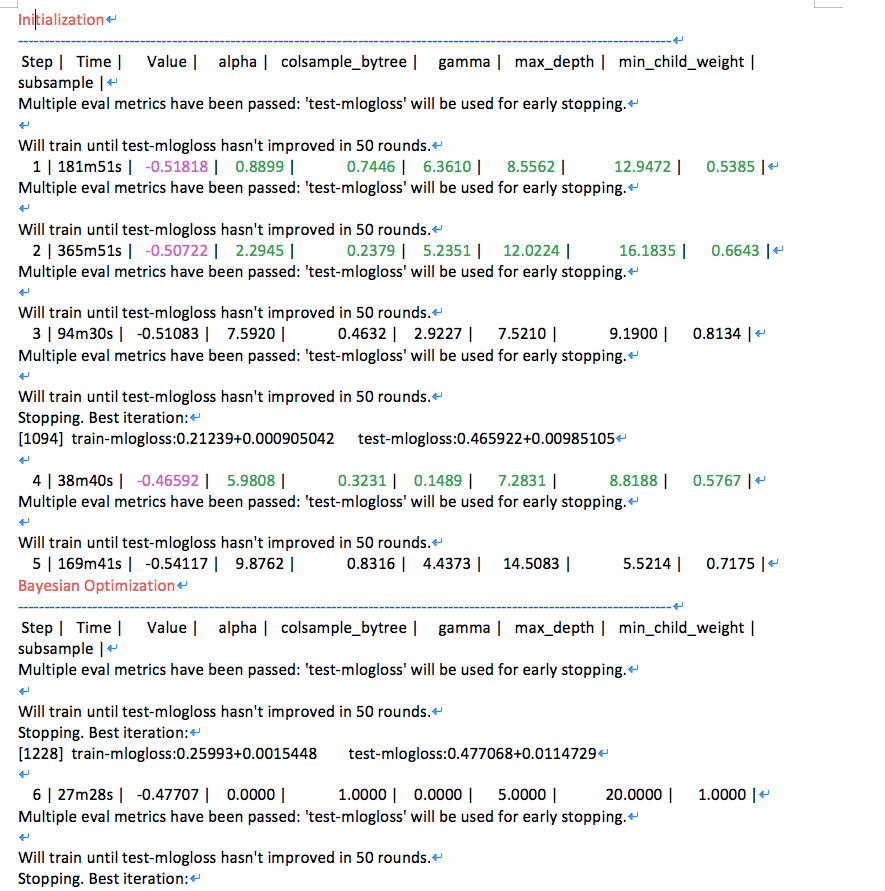 Initialization
--------------------------------------------------------------------------------------------------------------------------
Step |   Time |      Value |     alpha |   colsample_bytree |     gamma |   max_depth |   min_child_weight |
subsample |
Multiple eval metrics have been passed: 'test-mlogloss' will be used for early stopping.

Will train until test-mlogloss hasn't improved in 50 rounds.
1 | 181m51s |   -0.51818 |    0.8899 |             0.7446 |    6.3610 |      8.5562 |            12.9472 |      0.5385 |
Multiple eval metrics have been passed: 'test-mlogloss' will be used for early stopping.

Will train until test-mlogloss hasn't improved in 50 rounds.
2 | 365m51s |   -0.50722 |    2.2945 |             0.2379 |    5.2351 |     12.0224 |            16.1835 |      0.6643 |
Multiple eval metrics have been passed: 'test-mlogloss' will be used for early stopping.

Will train until test-mlogloss hasn't improved in 50 rounds.
3 | 94m30s |   -0.51083 |    7.5920 |             0.4632 |    2.9227 |      7.5210 |             9.1900 |      0.8134 |
Multiple eval metrics have been passed: 'test-mlogloss' will be used for early stopping.

Will train until test-mlogloss hasn't improved in 50 rounds.
Stopping. Best iteration:
[1094]  train-mlogloss:0.21239+0.000905042     test-mlogloss:0.465922+0.00985105

4 | 38m40s |   -0.46592 |    5.9808 |             0.3231 |    0.1489 |      7.2831 |             8.8188 |      0.5767 |
Multiple eval metrics have been passed: 'test-mlogloss' will be used for early stopping.

Will train until test-mlogloss hasn't improved in 50 rounds.
5 | 169m41s |   -0.54117 |    9.8762 |             0.8316 |    4.4373 |     14.5083 |             5.5214 |      0.7175 |
Bayesian Optimization
--------------------------------------------------------------------------------------------------------------------------
Step |   Time |      Value |     alpha |   colsample_bytree |     gamma |   max_depth |   min_child_weight |
subsample |
Multiple eval metrics have been passed: 'test-mlogloss' will be used for early stopping.

Will train until test-mlogloss hasn't improved in 50 rounds.
Stopping. Best iteration:
[1228]  train-mlogloss:0.25993+0.0015448       test-mlogloss:0.477068+0.0114729

6 | 27m28s |   -0.47707 |    0.0000 |             1.0000 |    0.0000 |      5.0000 |            20.0000 |      1.0000 |
Multiple eval metrics have been passed: 'test-mlogloss' will be used for early stopping.

Will train until test-mlogloss hasn't improved in 50 rounds.
Stopping. Best iteration: